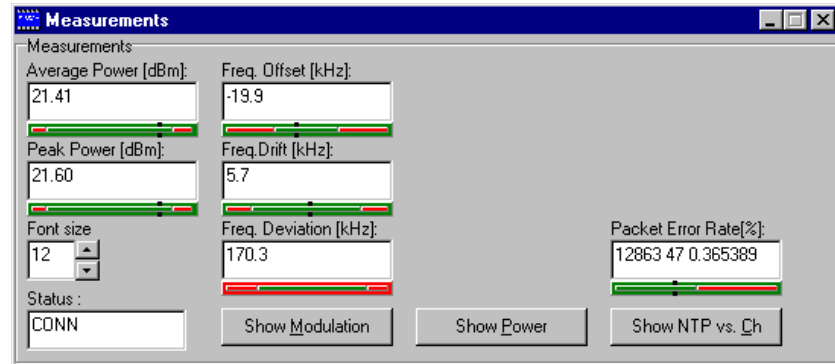 Measurements
Measurements
Average Power [dBm]:
21.41
Freq. Offset [kHz]:
-19.9
Peak Power [dBm]:
21.60
Freq.Drift [kHz]:
5.7
Font size
12
Freq. Deviation [kHz]:
170.3
Packet Error Rate[%]:
12863 47 0.365389
Status :
CONN
Show Modulation
Show Power
Show NTP vs. Ch